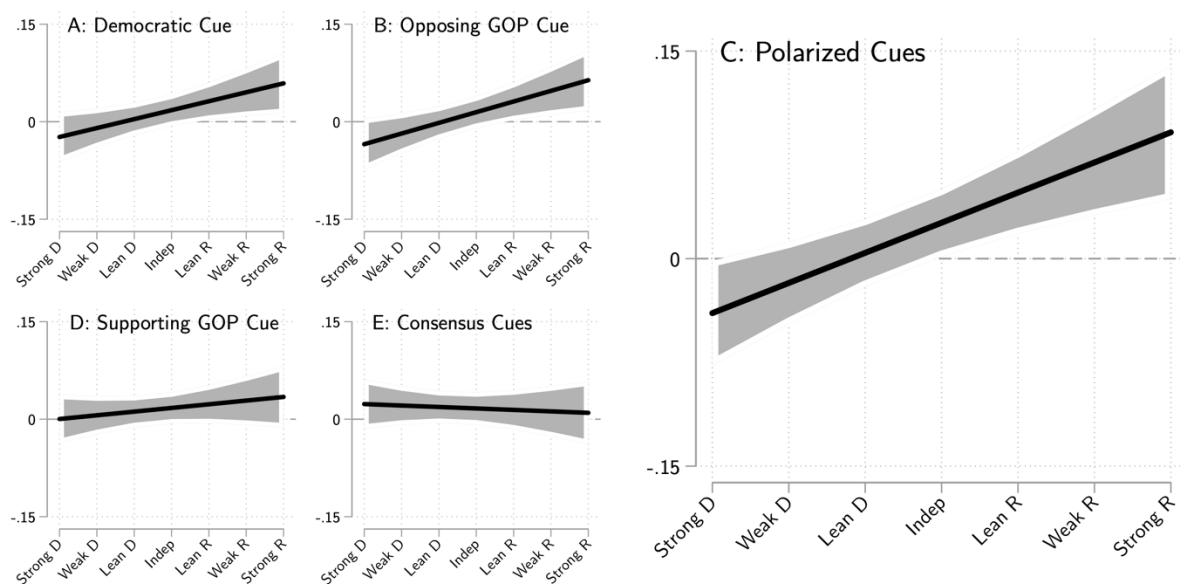 A: Democratic Cue
.15
0
-.15
Strong D
Weak D
Lean D
Indep
Lean R
Weak R
Strong R
B: Opposing GOP Cue
.15
0
-.15
Strong D
Weak D
Lean D
Indep
Lean R
Weak R
Strong R
C: Polarized Cues
.15
0
-.15
Strong D
Weak D
Lean D
Indep
Lean R
Weak R
Strong R
D: Supporting GOP Cue
.15
0
-.15
Strong D
Weak D
Lean D
Indep
Lean R
Weak R
Strong R
E: Consensus Cues
.15
0
-.15
Strong D
Weak D
Lean D
Indep
Lean R
Weak R
Strong R